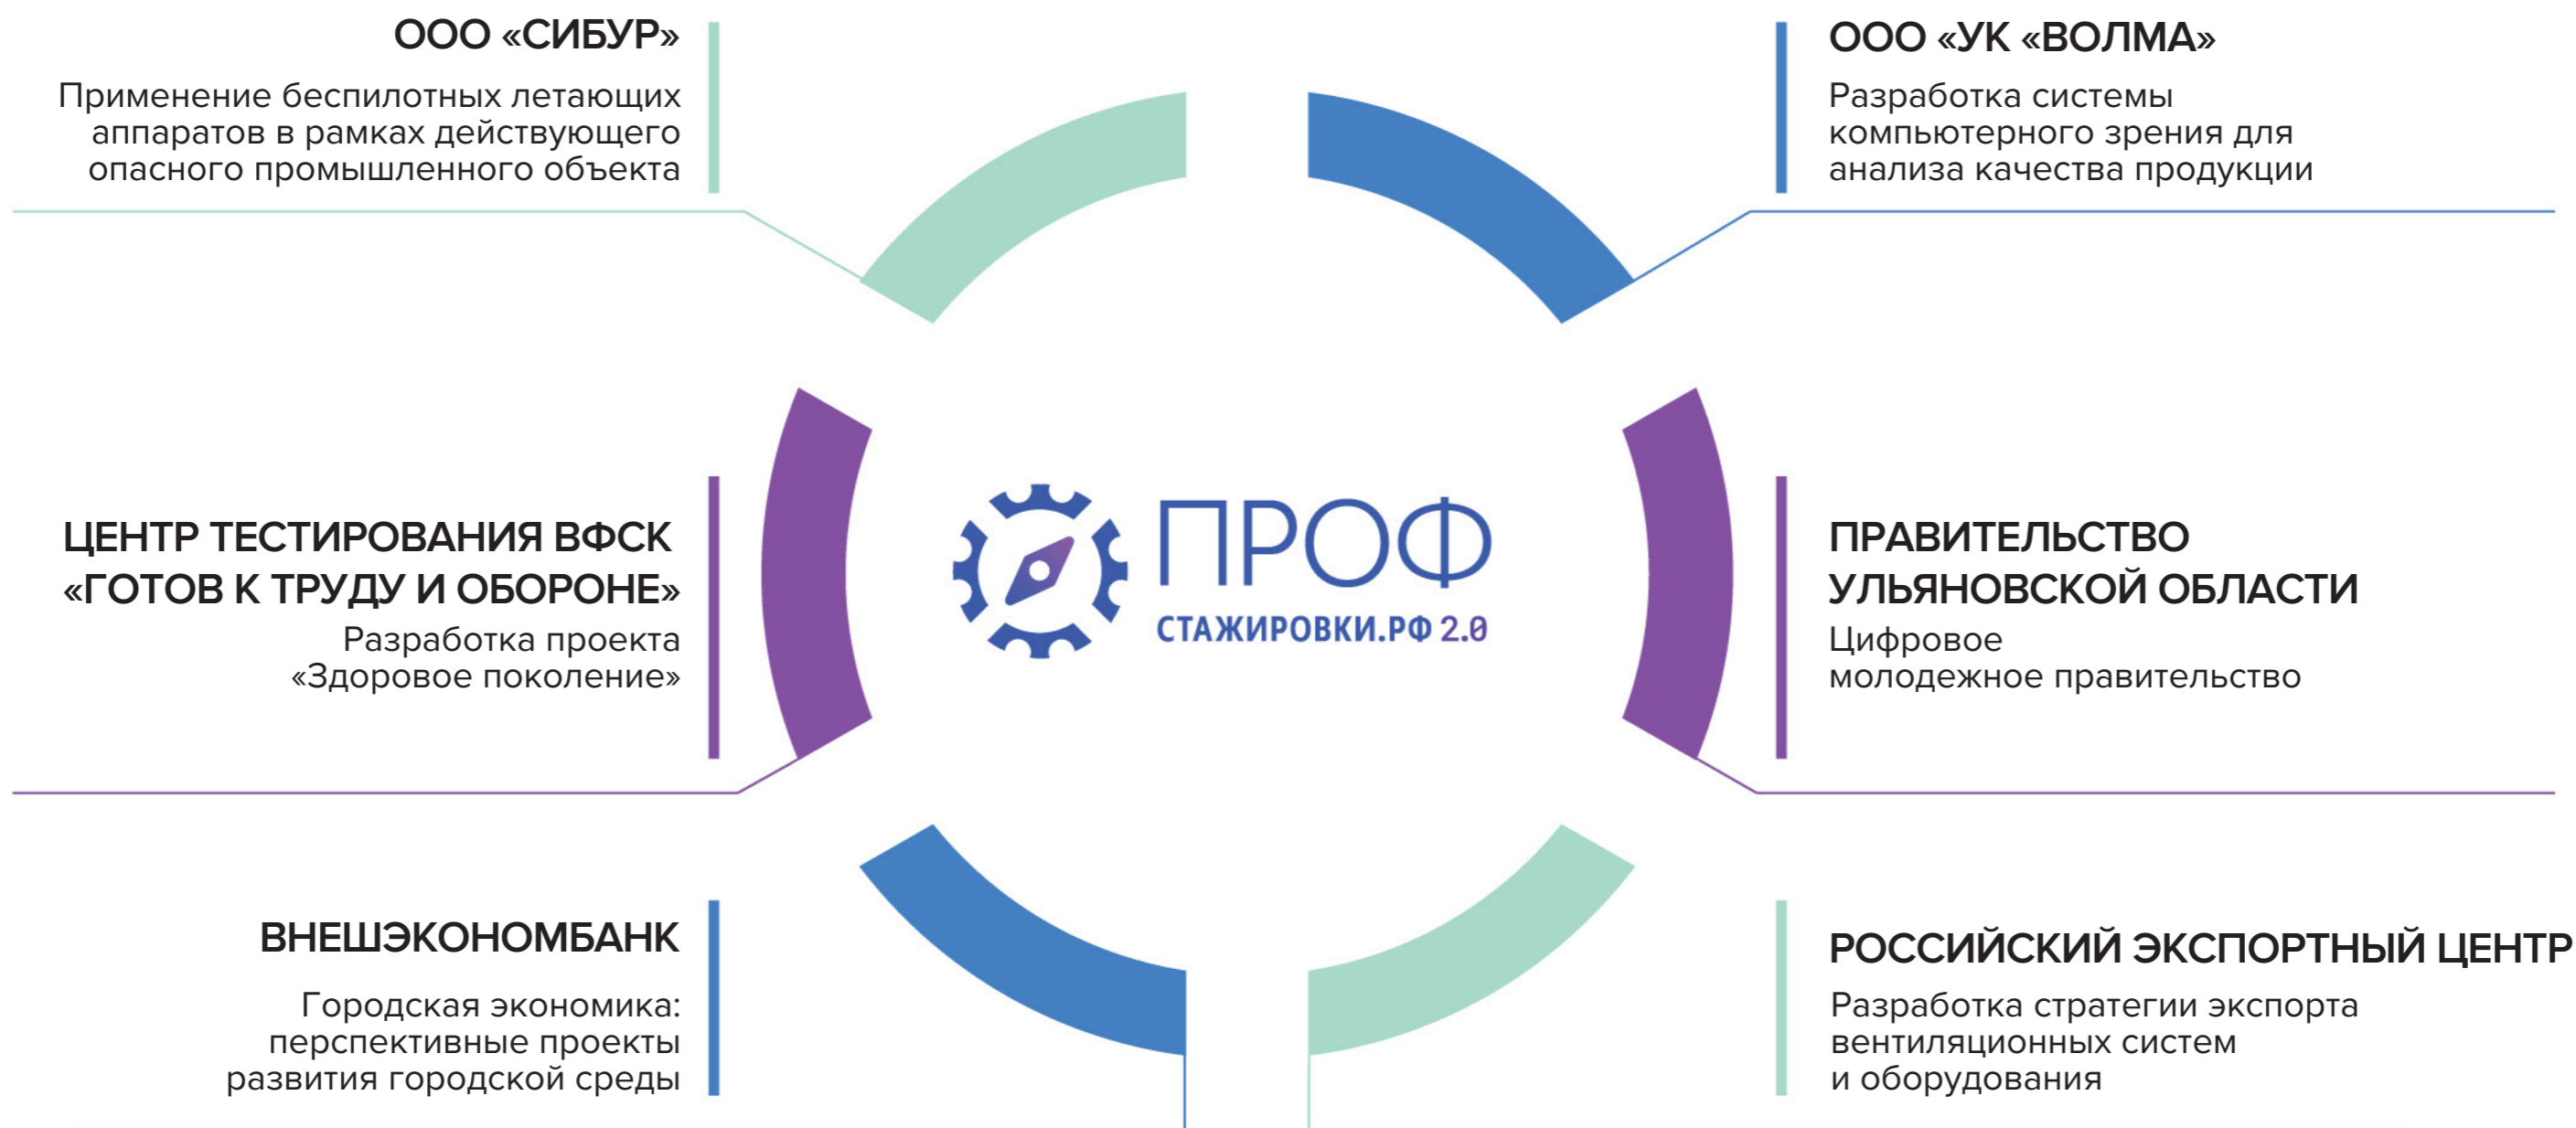 ООО «СИБУР»
Применение беспилотных летающих
аппаратов в рамках действующего
опасного промышленного объекта
ООО «УК «ВОЛМА»
Разработка системы
компьютерного зрения для
анализа качества продукции
ЦЕНТР ТЕСТИРОВАНИЯ ВФСК
«ГОТОВ К ТРУДУ И ОБОРОНЕ»
Разработка проекта
«Здоровое поколение»
ПРОФ
СТАЖИРОВКИ.РФ 2.0
ПРАВИТЕЛЬСТВО
УЛЬЯНОВСКОЙ ОБЛАСТИ
Цифровое
молодежное правительство
ВНЕШЭКОНОМБАНК
Городская экономика:
перспективные проекты
развития городской среды
РОССИЙСКИЙ ЭКСПОРТНЫЙ ЦЕНТР
Разработка стратегии экспорта
вентиляционных систем
и оборудования